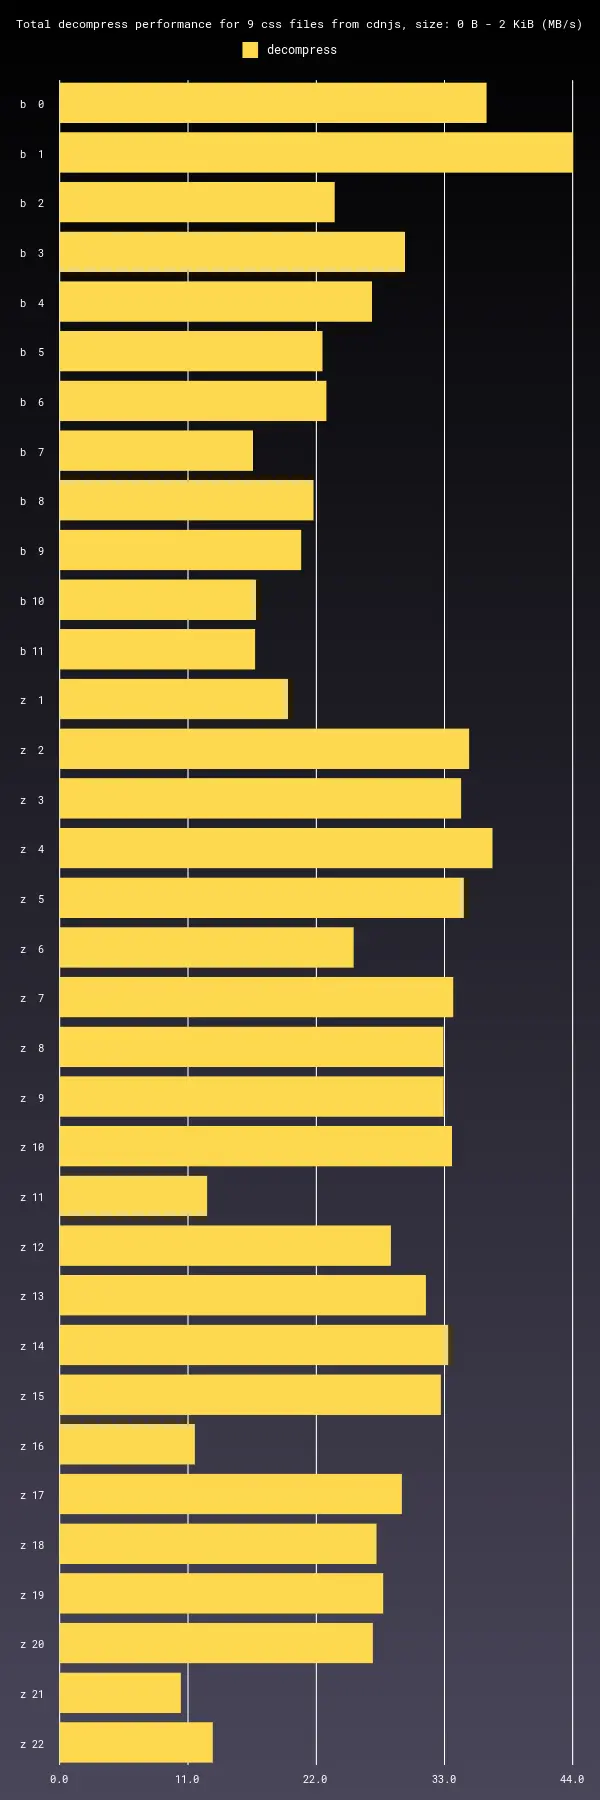 Total decompress performance for 9 css files from cdnjs, size: 0 B - 2 KiB (MB/s)
decompress
b 0
b 1
b 2
b 3
b 4
b 5
b 6
b 7
b 8
b 9
b 10
b 11
z 1
z 2
z 3
z 4
z 5
z 6
z 7
z 8
z 9
z 10
z 11
z 12
z 13
z 14
z 15
z 16
z 17
z 18
z 19
z 20
z 21
z 22
0.0 11.0 22.0 33.0 44.0